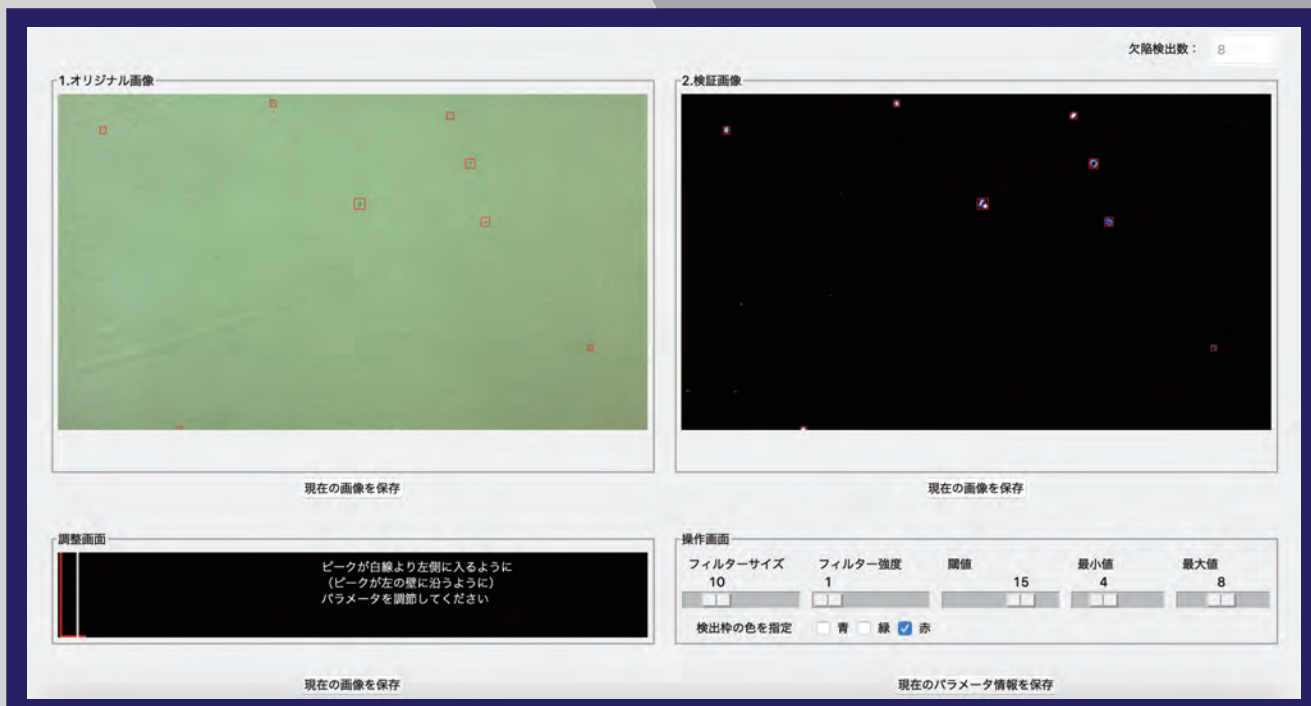 欠陥検出数： 8
1.オリジナル画像
2.検証画像
現在の画像を保存
現在の画像を保存
調整画面
ピークが白線より左側に入るように
（ピークが左の壁に沿うように）
パラメータを調節してください
操作画面
フィルターサイズ フィルター強度 閾値 最小値 最大値
10 1 15 4 8
検出枠の色を指定 青 緑 赤
現在の画像を保存
現在のパラメータ情報を保存